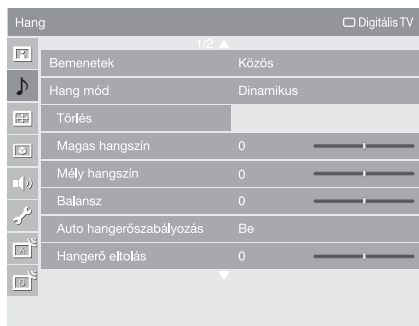 Hang Digitális TV
1/2
Bemenetek Közös
Hang mód Dinamikus
Törlés
Magas hangszín 0
Mély hangszín 0
Balansz 0
Auto hangerőszabályozás Be
Hangerő eltolás 0
A